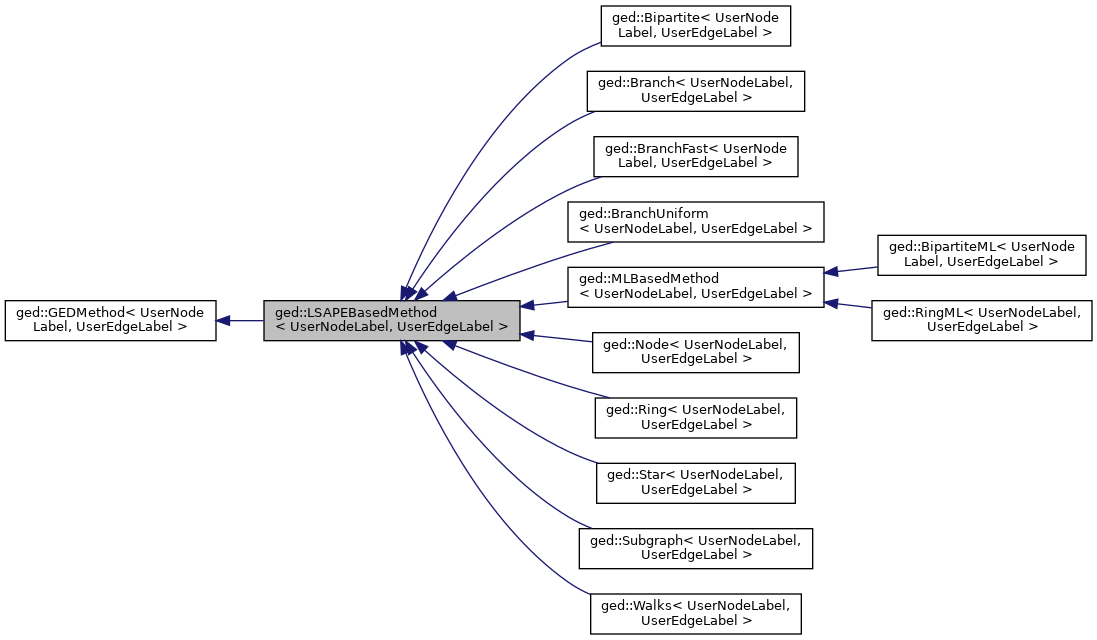 ged::Bipartite< UserNode
Label, UserEdgeLabel >
ged::Branch< UserNodeLabel,
UserEdgeLabel >
ged::BranchFast< UserNode
Label, UserEdgeLabel >
ged::BranchUniform
< UserNodeLabel, UserEdgeLabel >
ged::BipartiteML< UserNode
Label, UserEdgeLabel >
ged::MLBasedMethod
< UserNodeLabel, UserEdgeLabel >
ged::GEDMethod< UserNode
Label, UserEdgeLabel >
ged::LSAPEBasedMethod
< UserNodeLabel, UserEdgeLabel >
ged::RingML< UserNodeLabel,
UserEdgeLabel >
ged::Node< UserNodeLabel,
UserEdgeLabel >
ged::Ring< UserNodeLabel,
UserEdgeLabel >
ged::Star< UserNodeLabel,
UserEdgeLabel >
ged::Subgraph< UserNodeLabel,
UserEdgeLabel >
ged::Walks< UserNodeLabel,
UserEdgeLabel >